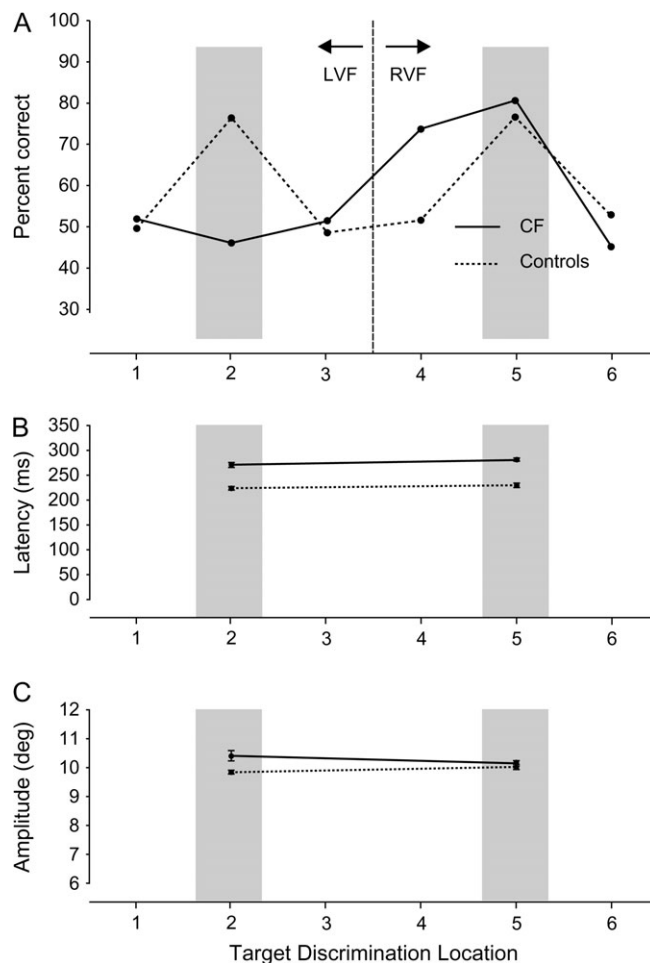 A
100
90
80
70
60
50
40
30
Percent correct
LVF
RVF
CF
Controls
1 2 3 4 5 6
B
350
300
250
200
150
100
50
0
Latency (ms)
1 2 3 4 5 6
C
12
11
10
9
8
7
6
Amplitude (deg)
1 2 3 4 5 6
Target Discrimination Location